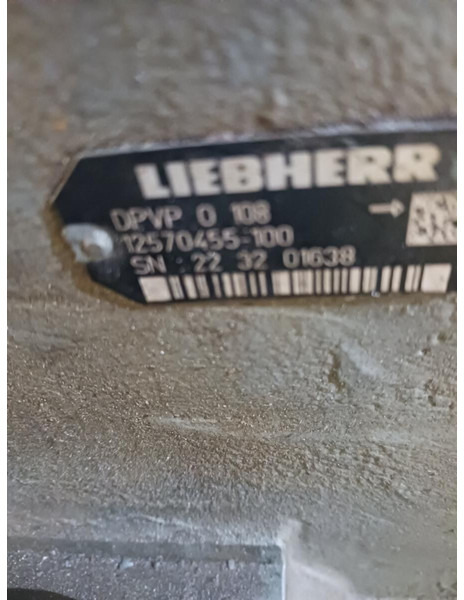 LIEBHERR
DPVP 0 108
12570455-100
SN : 22 32 01638